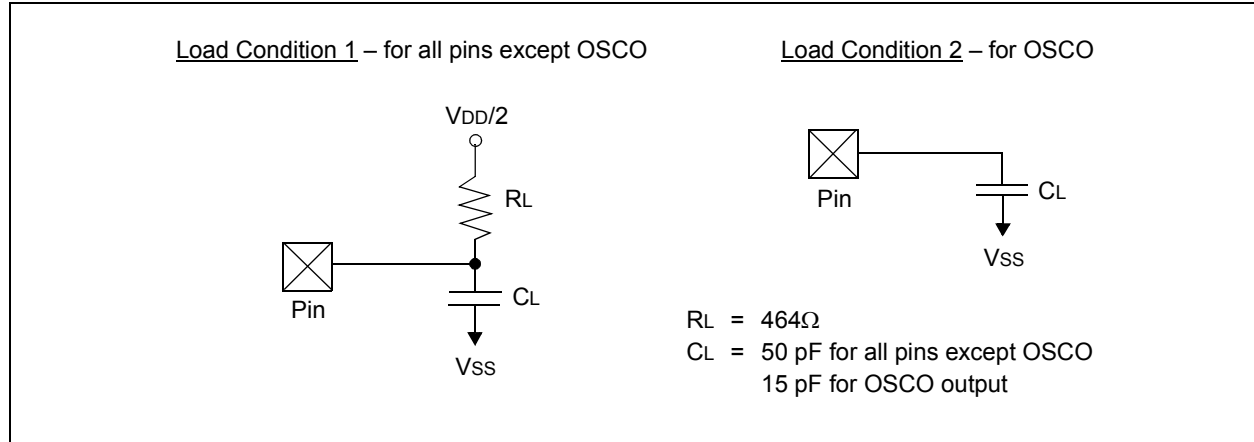 Load Condition 1 – for all pins except OSCO
VDD/2
RL
Pin
CL
VSS
Load Condition 2 – for OSCO
Pin
CL
VSS
RL = 464Ω
CL = 50 pF for all pins except OSCO
15 pF for OSCO output